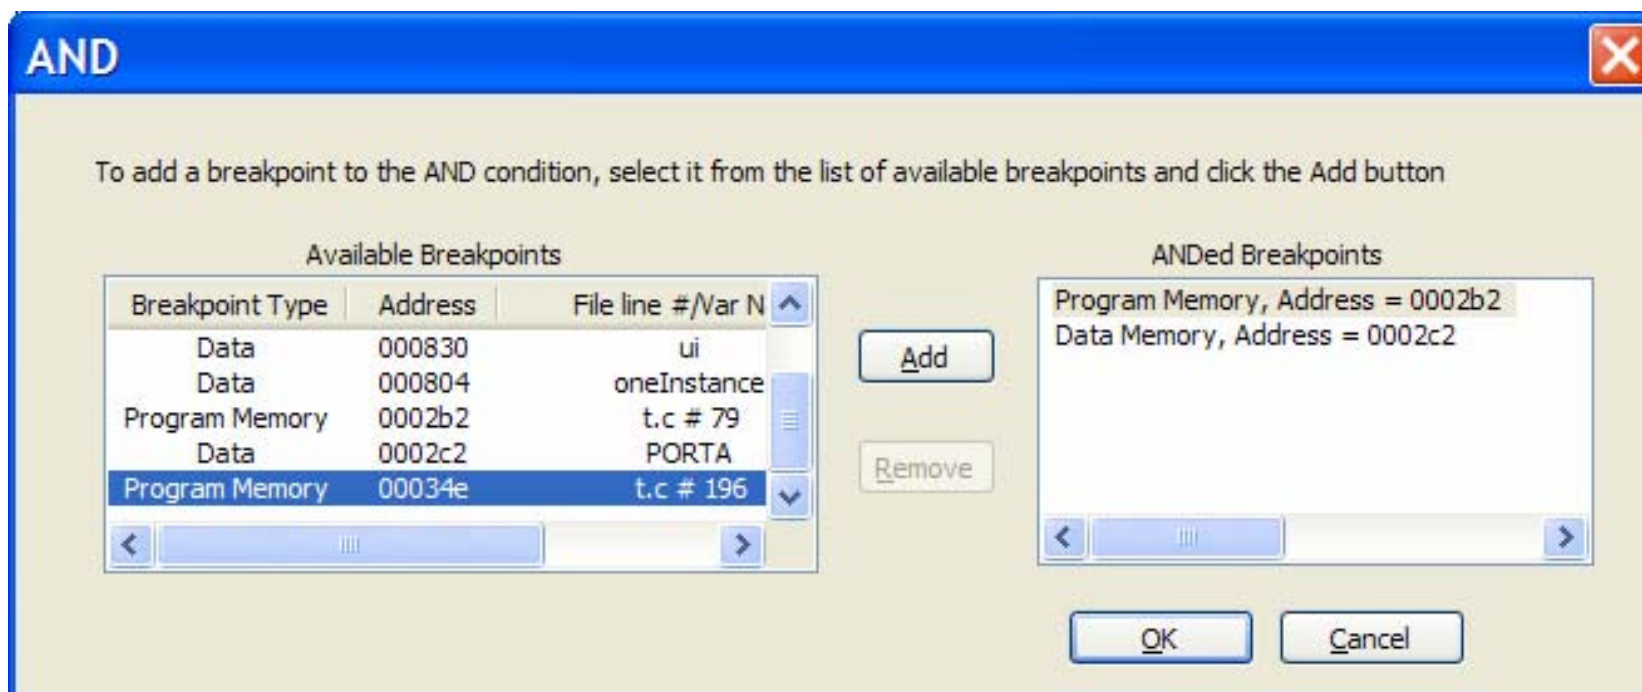 AND
To add a breakpoint to the AND condition, select it from the list of available breakpoints and click the Add button
Available Breakpoints
Breakpoint Type Address File line #/Var N
Data 000830 ui
Data 000804 oneInstance
Program Memory 0002b2 t.c # 79
Data 0002c2 PORTA
Program Memory 00034e t.c # 196
Add
Remove
ANDed Breakpoints
Program Memory, Address = 0002b2
Data Memory, Address = 0002c2
OK Cancel